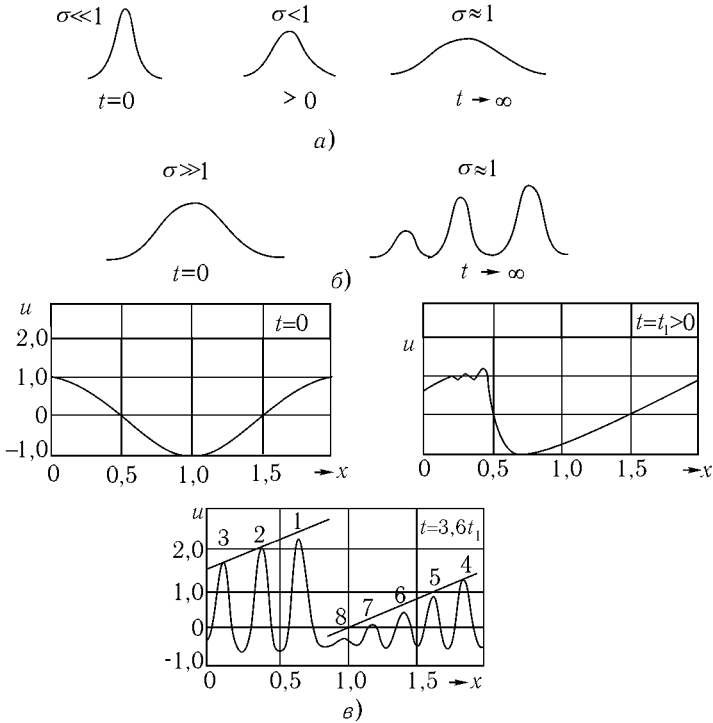 σ≪1 σ<1 σ≈1
t=0 > 0 t → ∞
а)
σ≫1 σ≈1
t=0 t → ∞
б)
u t=0
2,0
1,0
0
–1,0
0 0,5 1,0 1,5 → x
t=t₁>0
u
0 0,5 1,0 1,5 → x
u t=3,6t₁
2,0
1,0
0
-1,0
3 2 1 8 7 6 5 4
0 0,5 1,0 1,5 → x
в)